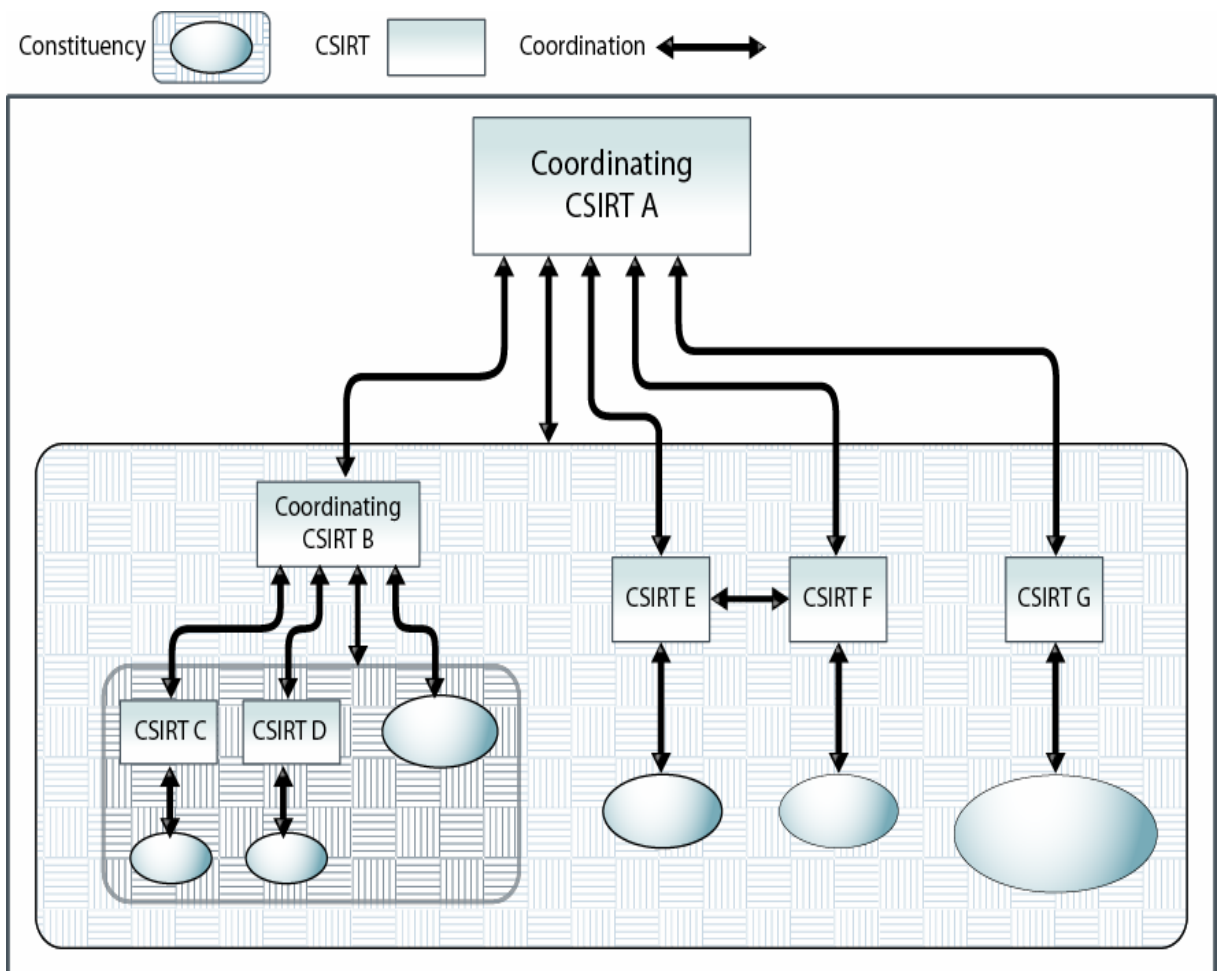 Constituency
CSIRT
Coordination
Coordinating
CSIRT A
Coordinating
CSIRT B
CSIRT E
CSIRT F
CSIRT G
CSIRT C
CSIRT D